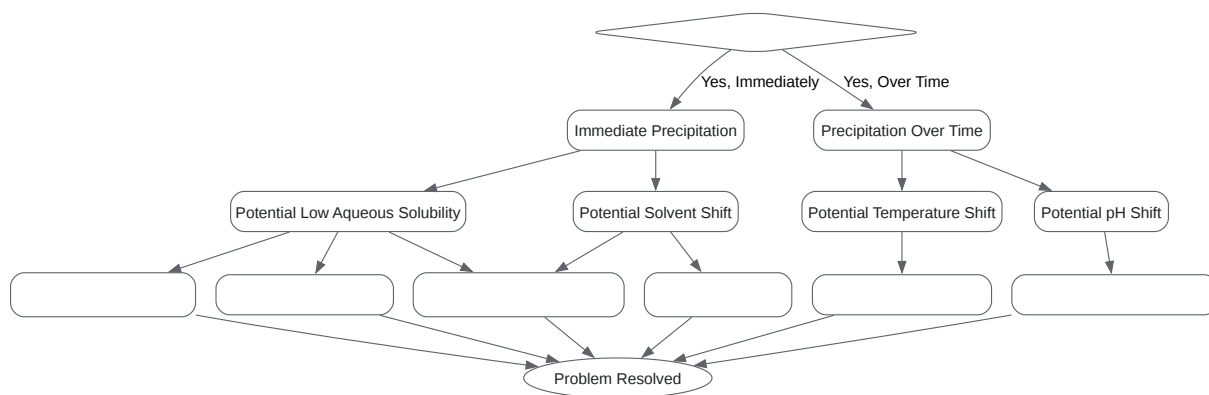 Yes, Immediately
Yes, Over Time
Immediate Precipitation
Precipitation Over Time
Potential Low Aqueous Solubility
Potential Solvent Shift
Potential Temperature Shift
Potential pH Shift
Problem Resolved